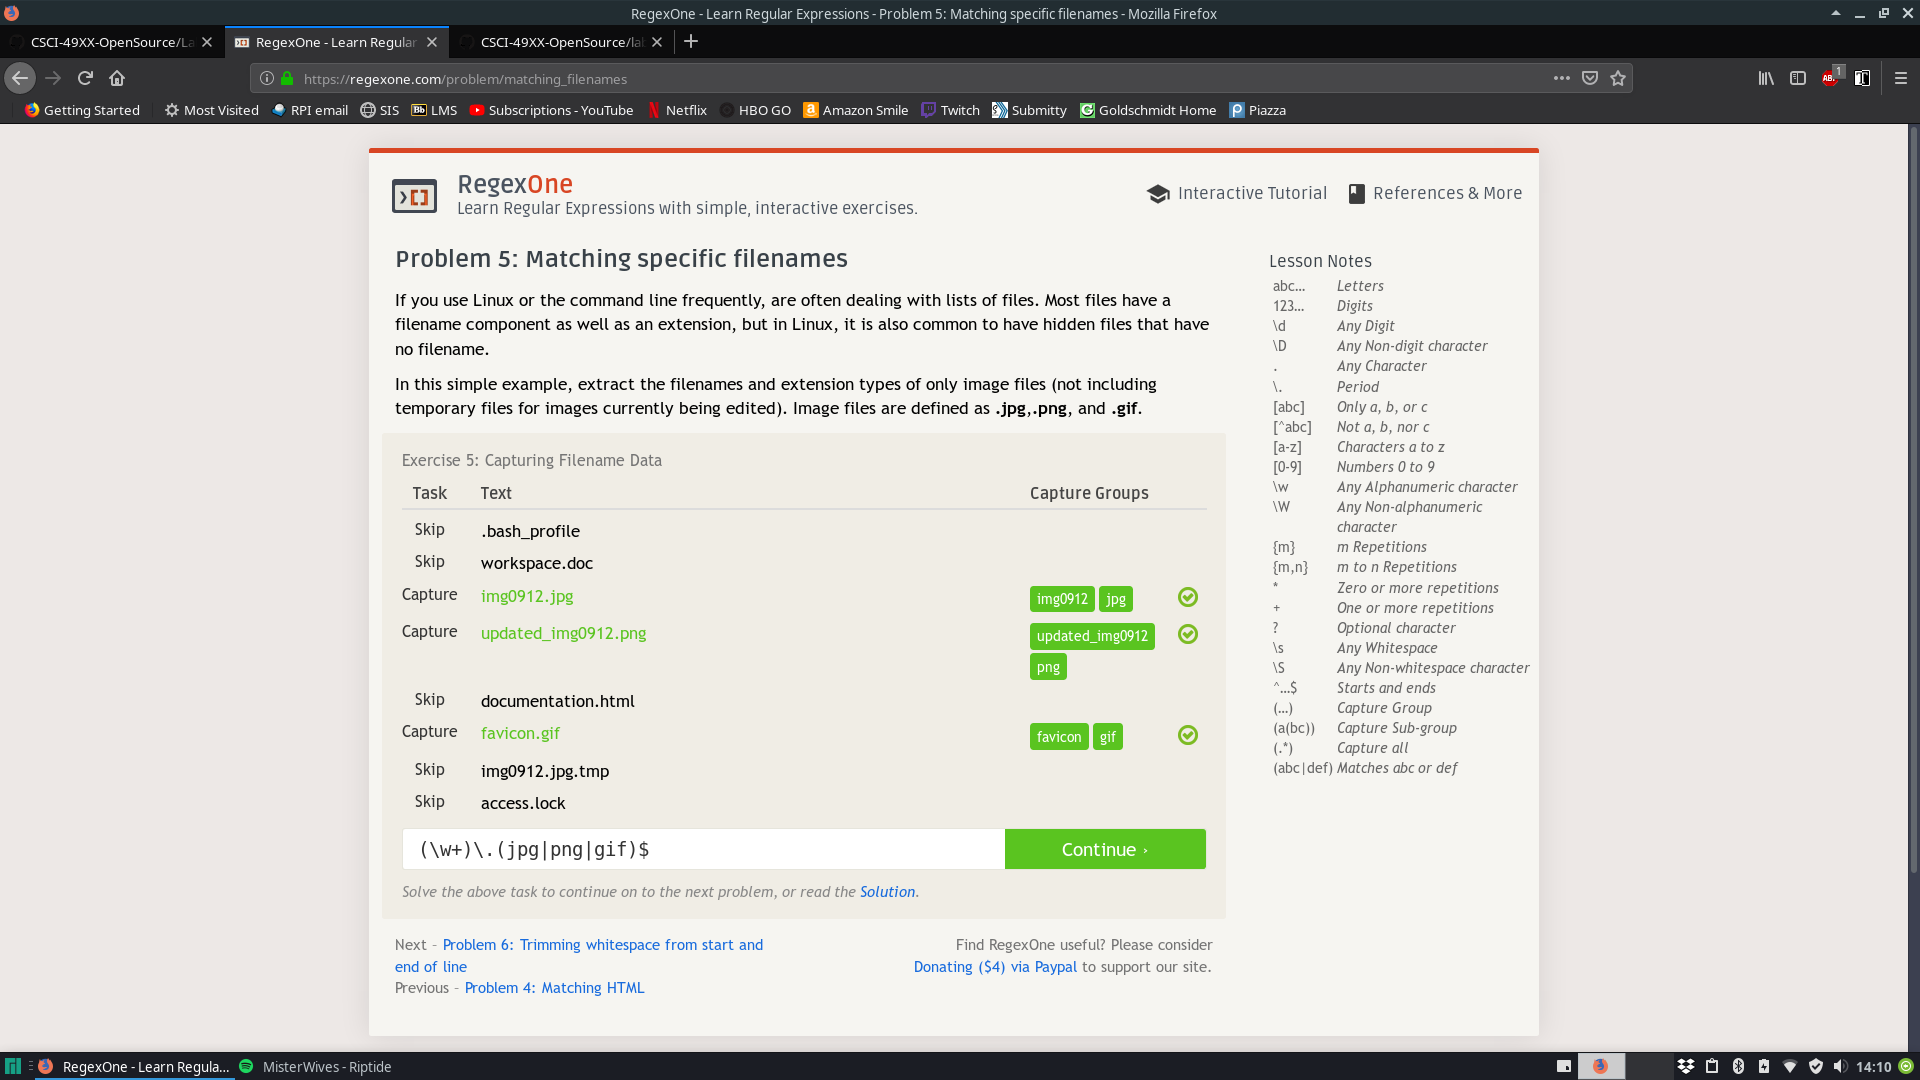 RegexOne - Learn Regular Expressions - Problem 5: Matching specific filenames - Mozilla Firefox
CSCI-49XX-OpenSource/La
RegexOne - Learn Regular
CSCI-49XX-OpenSource/lab
https://regexone.com/problem/matching_filenames
1
Getting Started
Most Visited
RPI email
SIS
Bb LMS
Subscriptions - YouTube
Netflix
HBO GO
Amazon Smile
Twitch
Submitty
Goldschmidt Home
Piazza
RegexOne
Learn Regular Expressions with simple, interactive exercises.
Interactive Tutorial
References & More
Problem 5: Matching specific filenames
If you use Linux or the command line frequently, are often dealing with lists of files. Most files have a
filename component as well as an extension, but in Linux, it is also common to have hidden files that have
no filename.
In this simple example, extract the filenames and extension types of only image files (not including
temporary files for images currently being edited). Image files are defined as .jpg,.png, and .gif.
Exercise 5: Capturing Filename Data
Task Text Capture Groups
Skip .bash_profile
Skip workspace.doc
Capture img0912.jpg img0912 jpg
Capture updated_img0912.png updated_img0912
png
Skip documentation.html
Capture favicon.gif favicon gif
Skip img0912.jpg.tmp
Skip access.lock
(\w+)\.(jpg|png|gif)$
Continue ›
Solve the above task to continue on to the next problem, or read the Solution.
Next – Problem 6: Trimming whitespace from start and
end of line
Previous – Problem 4: Matching HTML
Find RegexOne useful? Please consider
Donating ($4) via Paypal to support our site.
Lesson Notes
abc… Letters
123… Digits
\d Any Digit
\D Any Non-digit character
. Any Character
\. Period
[abc] Only a, b, or c
[^abc] Not a, b, nor c
[a-z] Characters a to z
[0-9] Numbers 0 to 9
\w Any Alphanumeric character
\W Any Non-alphanumeric
character
{m} m Repetitions
{m,n} m to n Repetitions
* Zero or more repetitions
+ One or more repetitions
? Optional character
\s Any Whitespace
\S Any Non-whitespace character
^…$ Starts and ends
(…) Capture Group
(a(bc)) Capture Sub-group
(.*) Capture all
(abc|def) Matches abc or def
RegexOne - Learn Regula...
MisterWives - Riptide
14:10